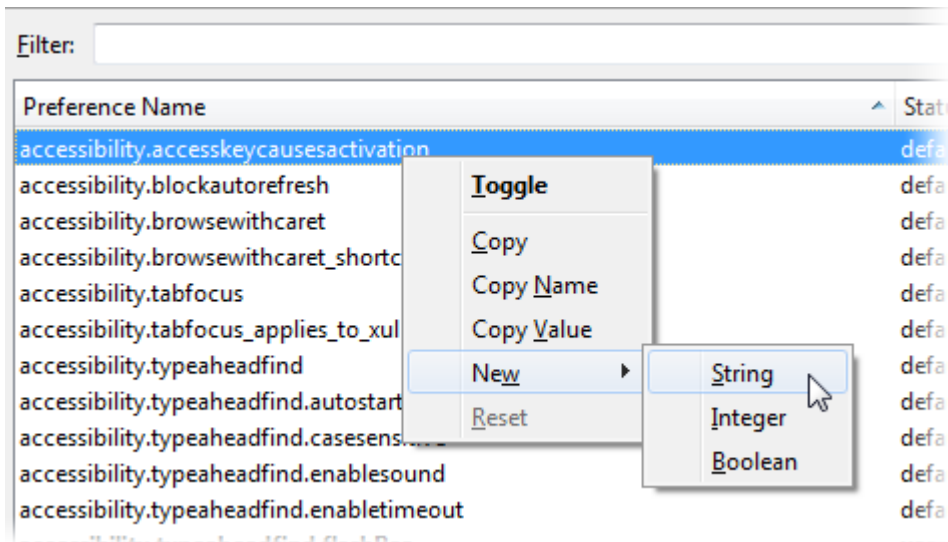 Filter:
Preference Name Stat
accessibility.accesskeycausesactivation defa
accessibility.blockautorefresh defa
accessibility.browsewithcaret defa
accessibility.browsewithcaret_shortc defa
accessibility.tabfocus defa
accessibility.tabfocus_applies_to_xul defa
accessibility.typeaheadfind defa
accessibility.typeaheadfind.autostart defa
accessibility.typeaheadfind.casesensitive defa
accessibility.typeaheadfind.enablesound defa
accessibility.typeaheadfind.enabletimeout defa
Toggle
Copy
Copy Name
Copy Value
New
Reset
String
Integer
Boolean